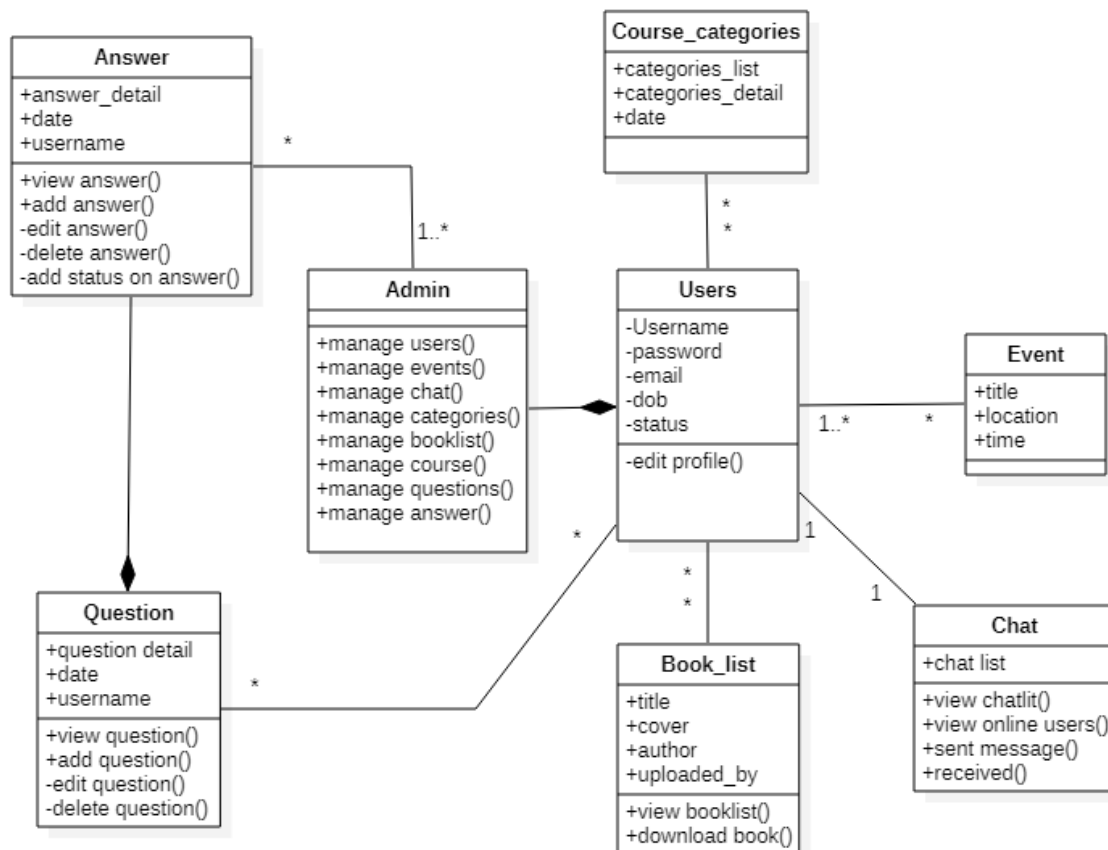 Answer
+answer_detail
+date
+username
+view answer()
+add answer()
-edit answer()
-delete answer()
-add status on answer()
*
1..*
Course_categories
+categories_list
+categories_detail
+date
*
*
Admin
+manage users()
+manage events()
+manage chat()
+manage categories()
+manage booklist()
+manage course()
+manage questions()
+manage answer()
Users
-Username
-password
-email
-dob
-status
-edit profile()
1..*
*
Event
+title
+location
+time
*
*
Question
+question detail
+date
+username
+view question()
+add question()
-edit question()
-delete question()
*
*
Book_list
+title
+cover
+author
+uploaded_by
+view booklist()
+download book()
1
1
Chat
+chat list
+view chatlit()
+view online users()
+sent message()
+received()